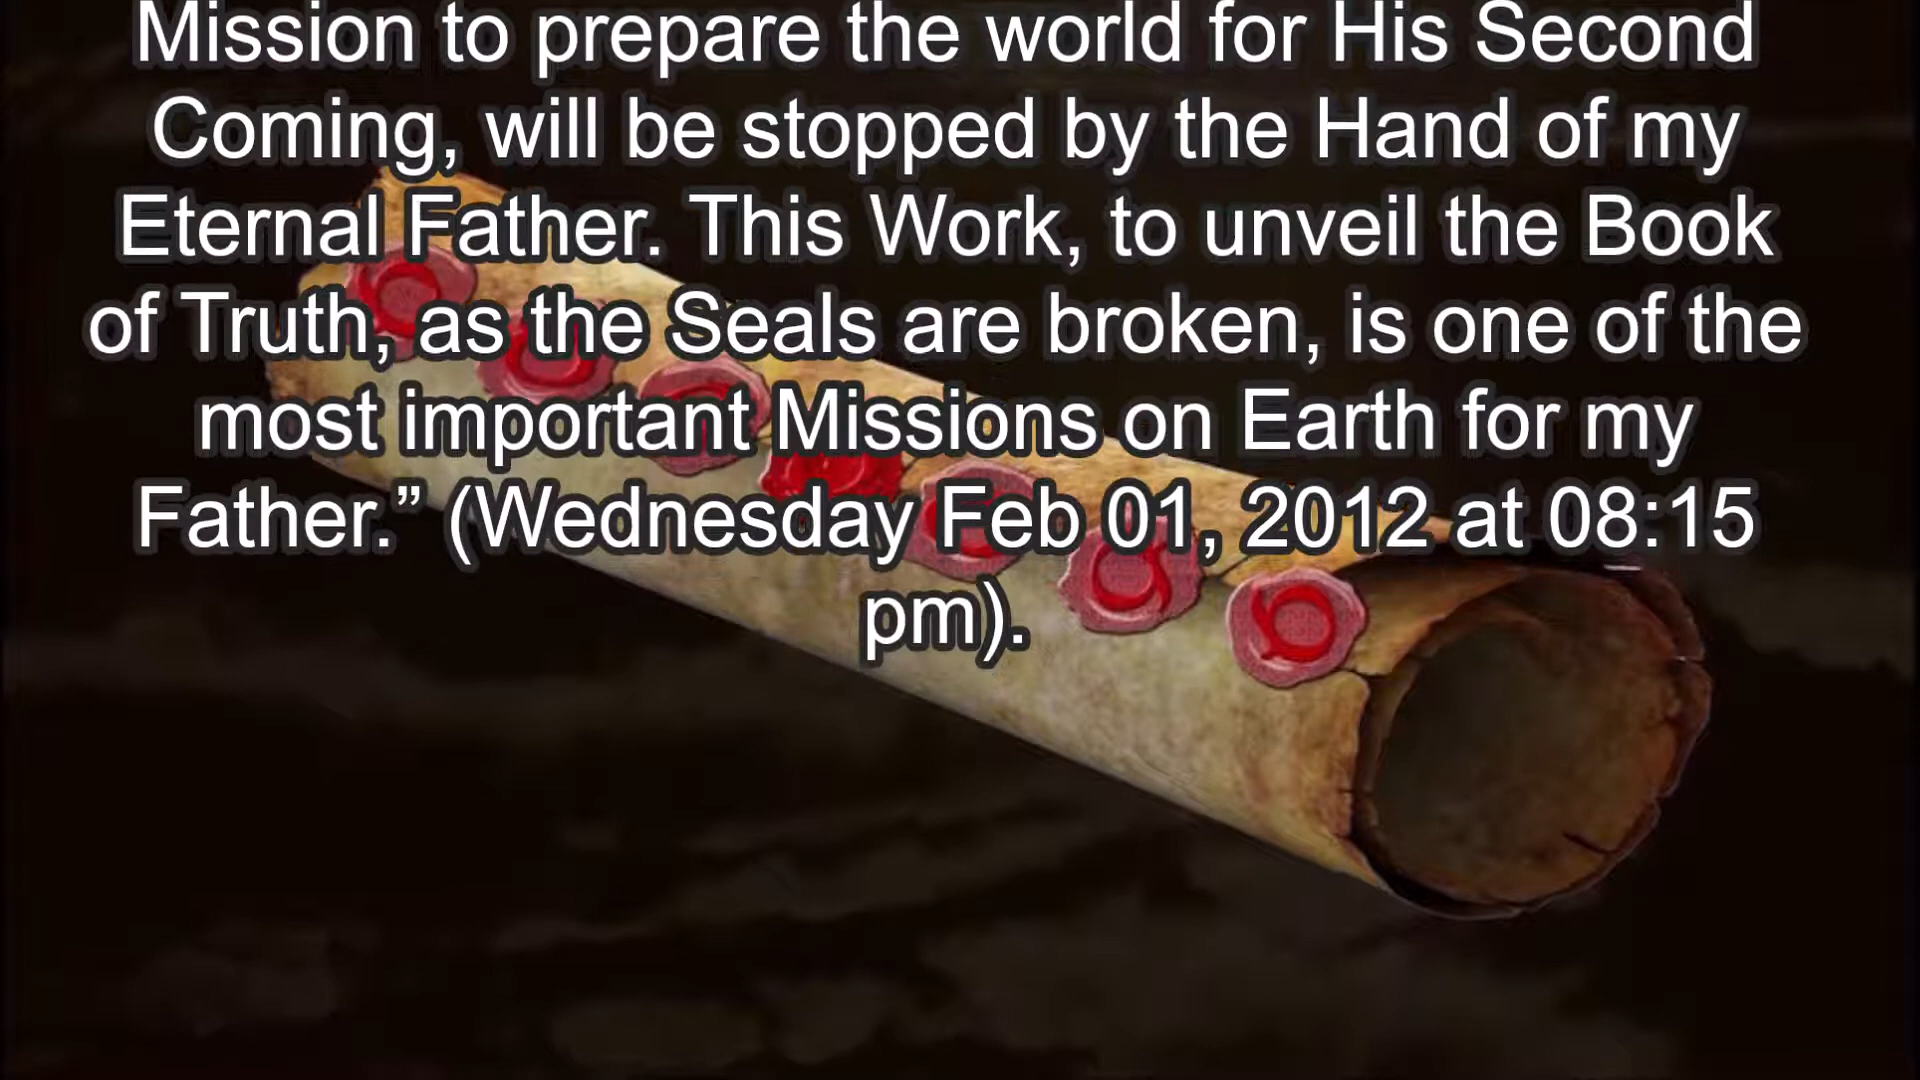 Mission to prepare the world for His Second
Coming, will be stopped by the Hand of my
Eternal Father. This Work, to unveil the Book
of Truth, as the Seals are broken, is one of the
most important Missions on Earth for my
Father.” (Wednesday Feb 01, 2012 at 08:15
pm).